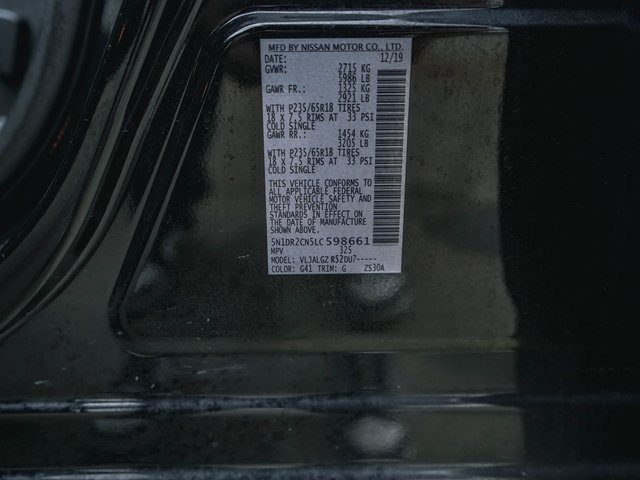 MFD BY NISSAN MOTOR CO., LTD.
DATE: 12/19
GVWR: 2715 KG
5986 LB
GAWR FR.: 1325 KG
2921 LB
WITH P235/65R18 TIRES
18 X 7.5 RIMS AT 33 PSI
COLD SINGLE
GAWR RR.: 1454 KG
3205 LB
WITH P235/65R18 TIRES
18 X 7.5 RIMS AT 33 PSI
COLD SINGLE
THIS VEHICLE CONFORMS TO
ALL APPLICABLE FEDERAL
MOTOR VEHICLE SAFETY AND
THEFT PREVENTION
STANDARDS IN EFFECT ON
THE DATE OF MANUFACTURE
SHOWN ABOVE.
5N1DR2CN5LC598661
MPV 325
MODEL: VLJALGZ R52DU7-----
COLOR: G41 TRIM: G ZS30A